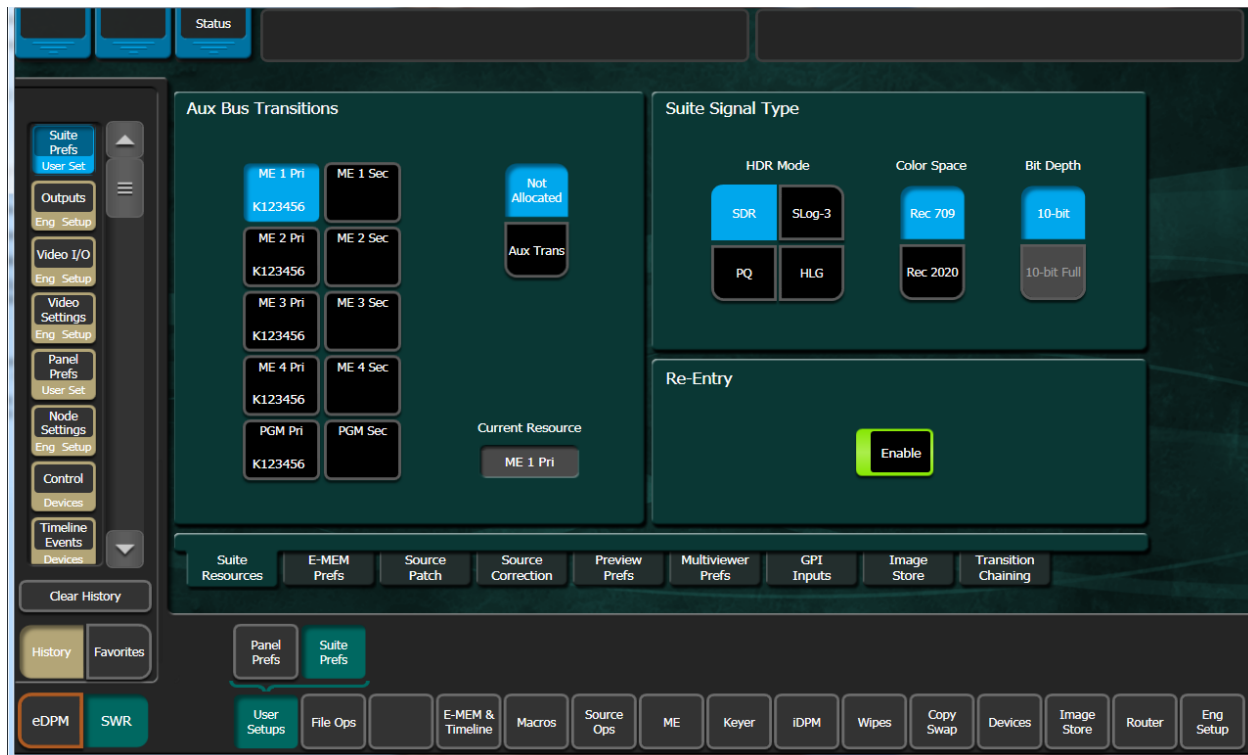 Status
Suite
Prefs
User Set
Outputs
Eng Setup
Video I/O
Eng Setup
Video
Settings
Eng Setup
Panel
Prefs
User Set
Node
Settings
Eng Setup
Control
Devices
Timeline
Events
Devices
Clear History
History Favorites
eDPM SWR
Aux Bus Transitions
ME 1 Pri ME 1 Sec
K123456
ME 2 Pri ME 2 Sec
K123456
ME 3 Pri ME 3 Sec
K123456
ME 4 Pri ME 4 Sec
K123456
PGM Pri PGM Sec
K123456
Not
Allocated
Aux Trans
Current Resource
ME 1 Pri
Suite Signal Type
HDR Mode Color Space Bit Depth
SDR SLog-3 Rec 709 10-bit
PQ HLG Rec 2020 10-bit Full
Re-Entry
Enable
Suite
Resources
E-MEM
Prefs
Source
Patch
Source
Correction
Preview
Prefs
Multiviewer
Prefs
GPI
Inputs
Image
Store
Transition
Chaining
Panel
Prefs
Suite
Prefs
User
Setups
File Ops
E-MEM &
Timeline
Macros
Source
Ops
ME
Keyer
iDPM
Wipes
Copy
Swap
Devices
Image
Store
Router
Eng
Setup